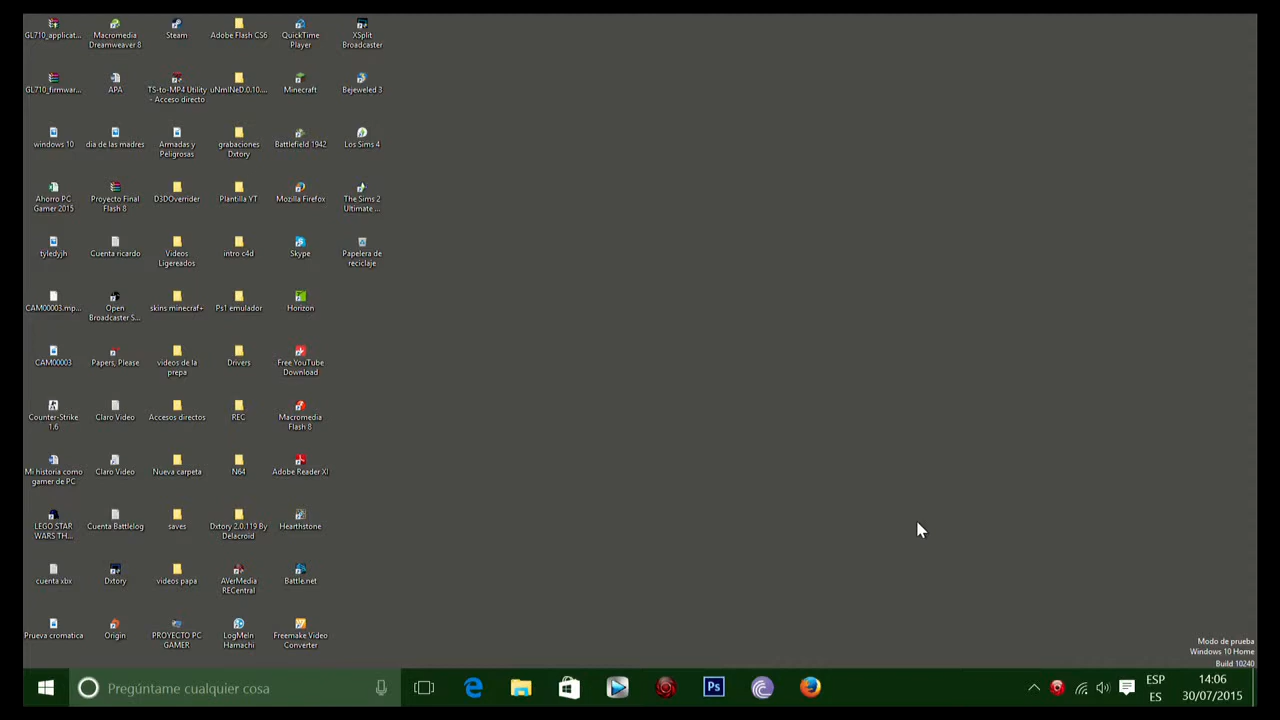 GL710_applicat...
Macromedia
Dreamweaver 8
Steam
Adobe Flash CS6
QuickTime
Player
XSplit
Broadcaster
GL710_firmwar...
APA
TS-to-MP4 Utility
- Acceso directo
uNmINeD.0.10....
Minecraft
Bejeweled 3
windows 10
dia de las madres
Armadas y
Peligrosas
grabaciones
Dxtory
Battlefield 1942
Los Sims 4
Ahorro PC
Gamer 2015
Proyecto Final
Flash 8
D3DOverrider
Plantilla YT
Mozilla Firefox
The Sims 2
Ultimate ...
tyledyjh
Cuenta ricardo
Videos
Ligereados
intro c4d
Skype
Papelera de
reciclaje
CAM00003.mp...
Open
Broadcaster S...
skins minecraf+
Ps1 emulador
Horizon
CAM00003
Papers, Please
videos de la
prepa
Drivers
Free YouTube
Download
Counter-Strike
1.6
Claro Video
Accesos directos
REC
Macromedia
Flash 8
Mi historia como
gamer de PC
Claro Video
Nueva carpeta
N64
Adobe Reader XI
LEGO STAR
WARS TH...
Cuenta Battlelog
saves
Dxtory 2.0.119 By
Delacroid
Hearthstone
cuenta xbx
Dxtory
videos papa
AVerMedia
RECentral
Battle.net
Prueva cromatica
Origin
PROYECTO PC
GAMER
LogMeIn
Hamachi
Freemake Video
Converter
Modo de prueba
Windows 10 Home
Build 10240
Pregúntame cualquier cosa
Ps
ESP
ES
14:06
30/07/2015